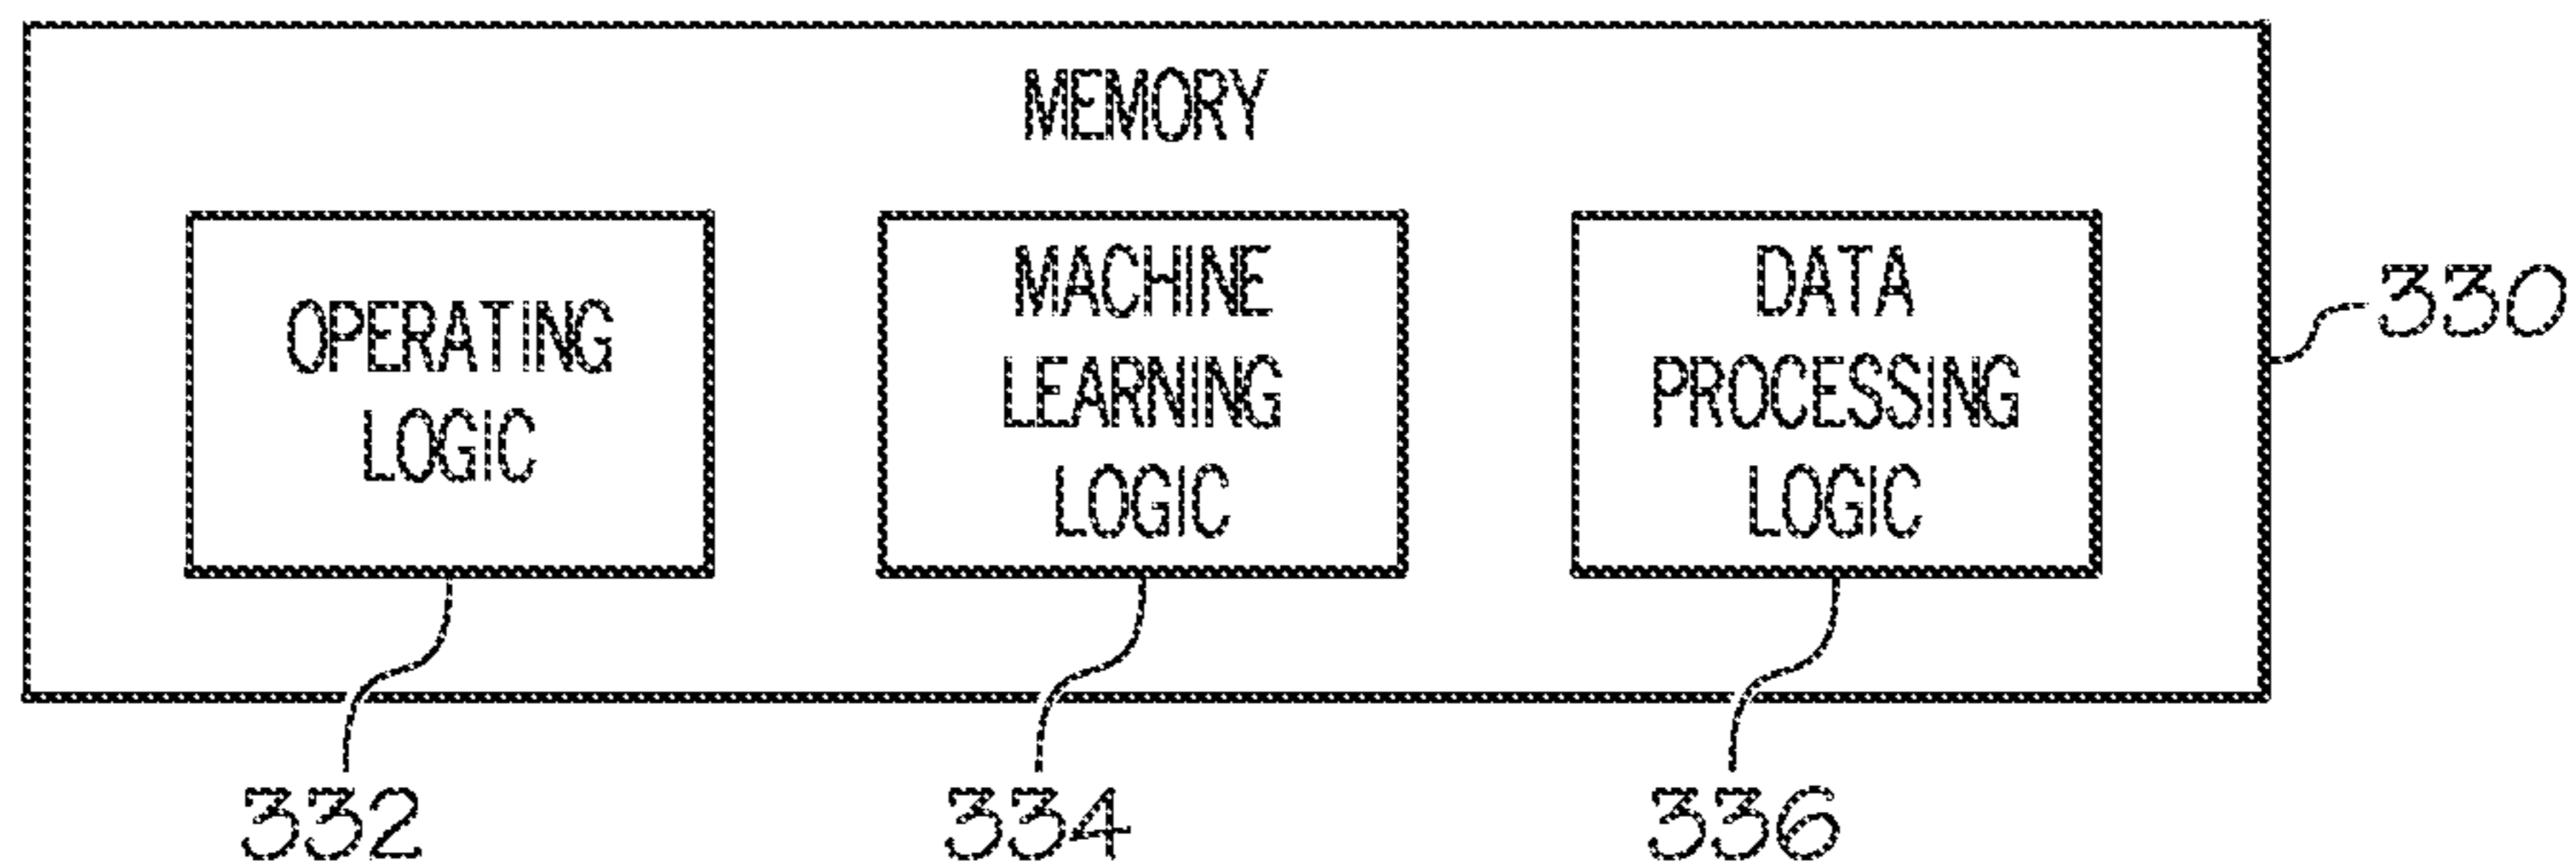 MEMORY
OPERATING
LOGIC
MACHINE
LEARNING
LOGIC
DATA
PROCESSING
LOGIC
330
332
334
336